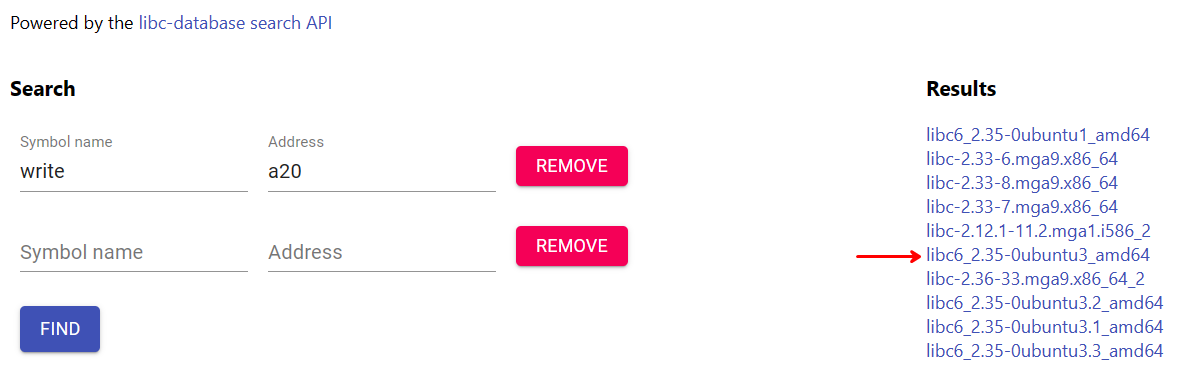 Powered by the libc-database search API
Search
Symbol name Address
write a20 REMOVE
Symbol name Address REMOVE
FIND
Results
libc6_2.35-0ubuntu1_amd64
libc-2.33-6.mga9.x86_64
libc-2.33-8.mga9.x86_64
libc-2.33-7.mga9.x86_64
libc-2.12.1-11.2.mga1.i586_2
libc6_2.35-0ubuntu3_amd64
libc-2.36-33.mga9.x86_64_2
libc6_2.35-0ubuntu3.2_amd64
libc6_2.35-0ubuntu3.1_amd64
libc6_2.35-0ubuntu3.3_amd64